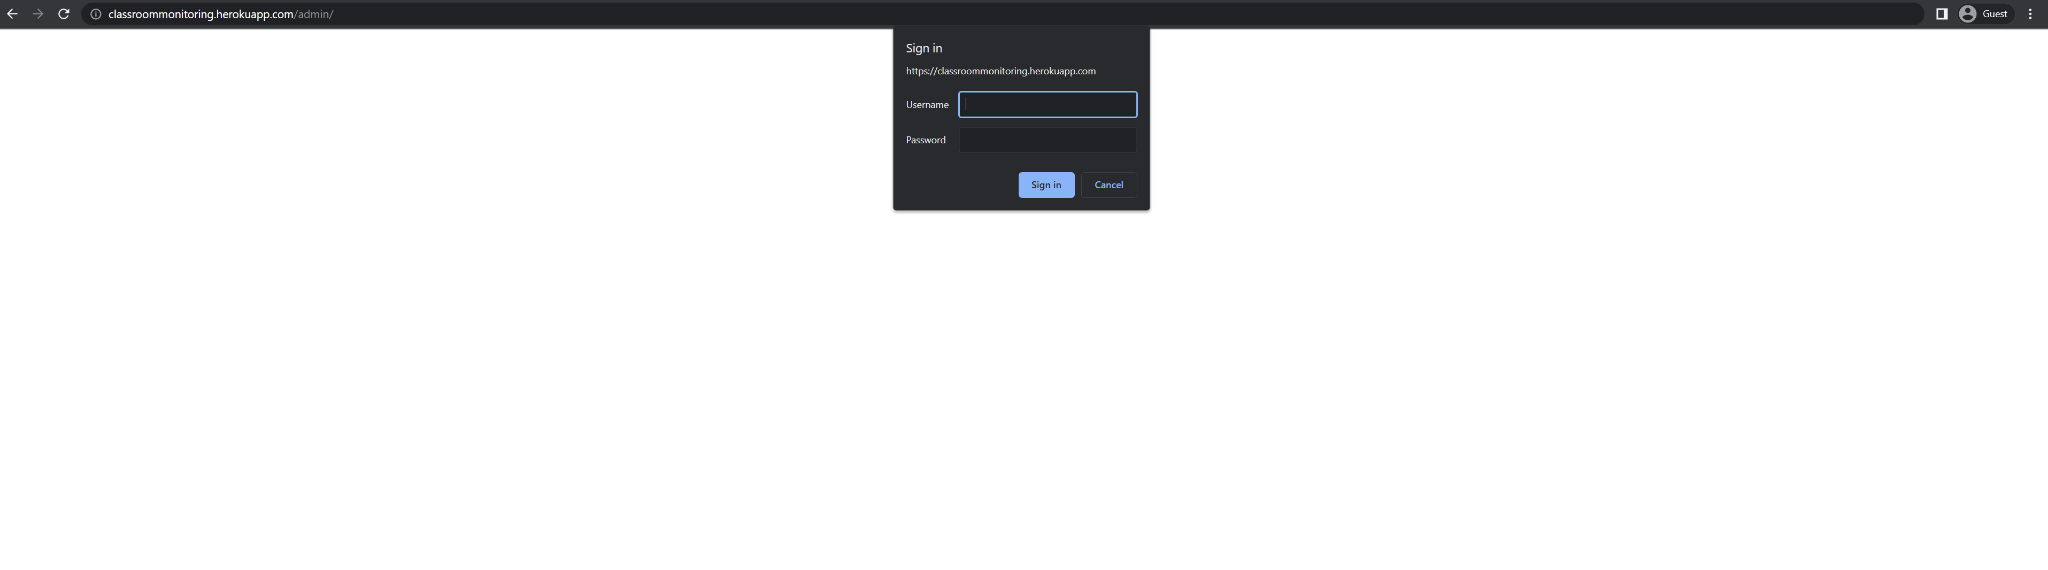 classroommonitoring.herokuapp.com/admin/
Guest
Sign in
https://classroommonitoring.herokuapp.com
Username
Password
Sign in
Cancel